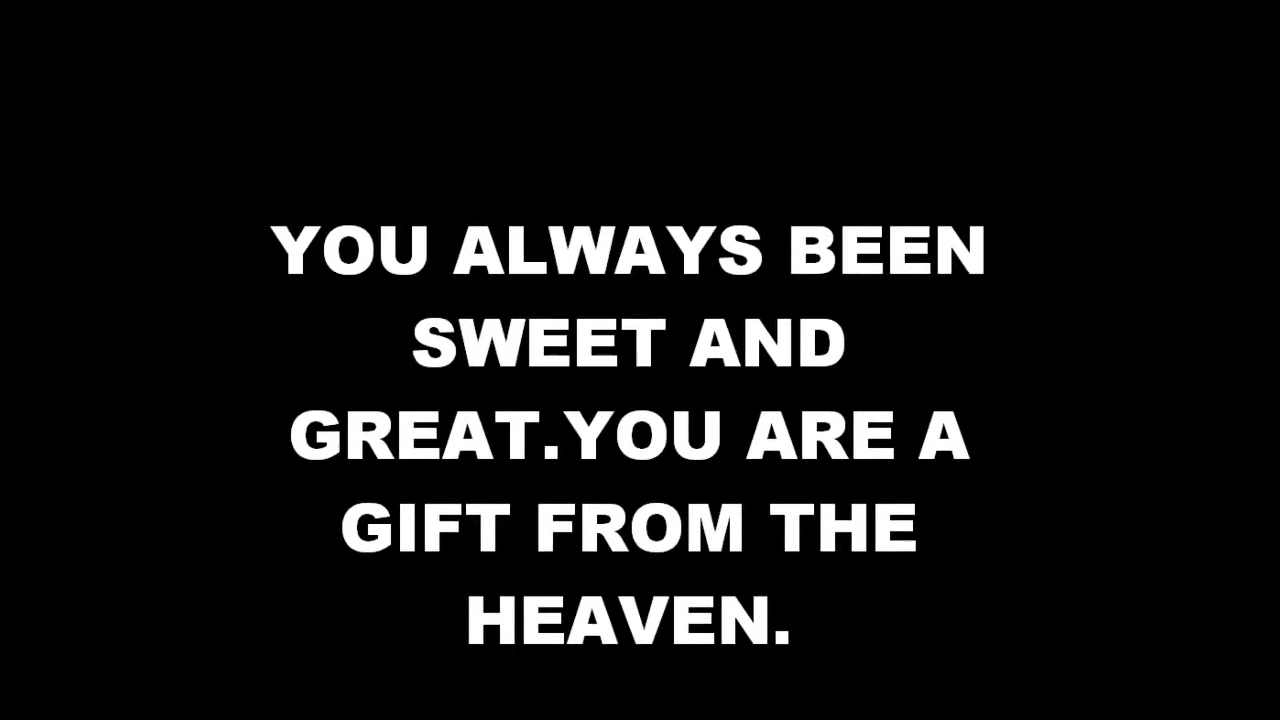 YOU ALWAYS BEEN
SWEET AND
GREAT.YOU ARE A
GIFT FROM THE
HEAVEN.